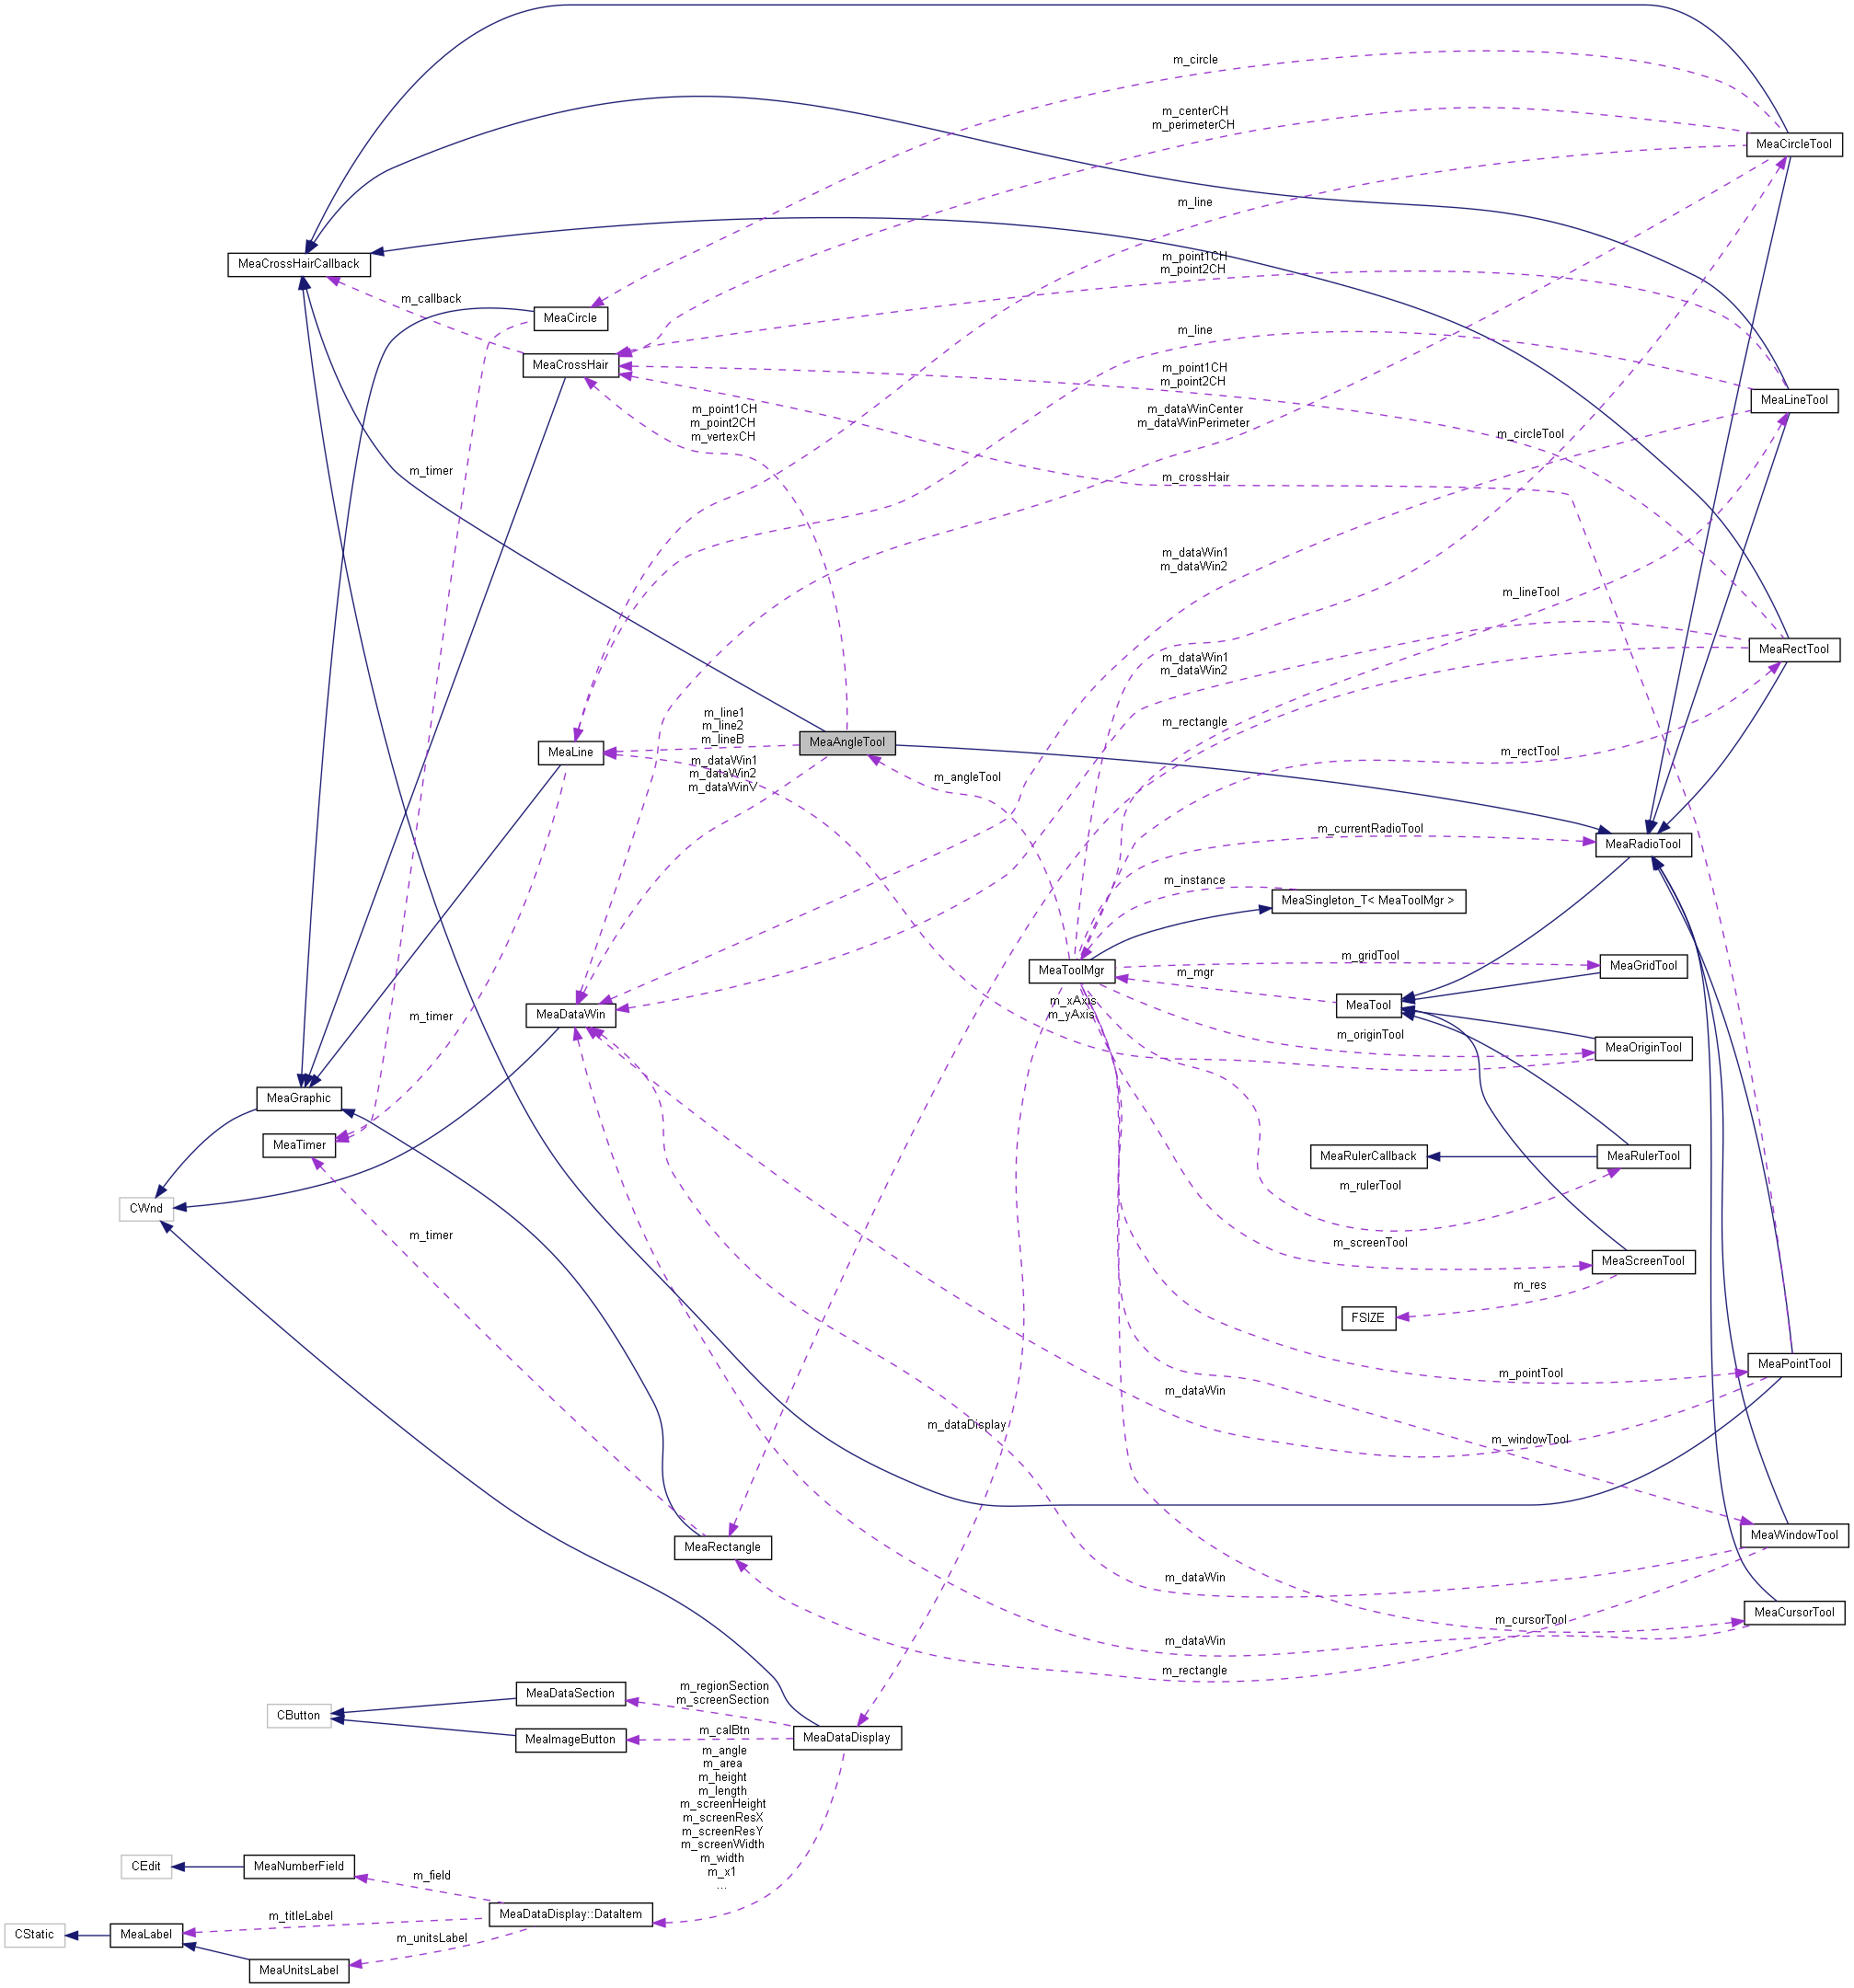 m_circle
m_centerCH
m_perimeterCH
MeaCircleTool
m_line
MeaCrossHairCallback
m_point1CH
m_point2CH
m_callback
MeaCircle
m_line
MeaCrossHair
m_point1CH
m_point2CH
MeaLineTool
m_point1CH
m_point2CH
m_vertexCH
m_dataWinCenter
m_dataWinPerimeter
m_circleTool
m_timer
m_crossHair
m_dataWin1
m_dataWin2
m_lineTool
m_dataWin1
m_dataWin2
MeaRectTool
m_line1
m_line2
m_lineB
m_rectangle
MeaAngleTool
MeaLine
m_rectTool
m_dataWin1
m_dataWin2
m_dataWinV
m_angleTool
m_currentRadioTool
MeaRadioTool
m_instance
MeaSingleton_T< MeaToolMgr >
m_gridTool
MeaGridTool
MeaToolMgr
m_mgr
m_xAxis
m_yAxis
MeaTool
MeaDataWin
m_timer
m_originTool
MeaOriginTool
MeaGraphic
MeaTimer
MeaRulerCallback
MeaRulerTool
m_rulerTool
CWnd
m_timer
m_screenTool
MeaScreenTool
m_res
FSIZE
MeaPointTool
m_pointTool
m_dataWin
m_dataDisplay
m_windowTool
MeaWindowTool
MeaRectangle
m_dataWin
MeaCursorTool
m_cursorTool
m_dataWin
m_rectangle
m_regionSection
m_screenSection
MeaDataSection
CButton
m_calBtn
MeaImageButton
MeaDataDisplay
m_angle
m_area
m_height
m_length
m_screenHeight
m_screenResX
m_screenResY
m_screenWidth
m_width
m_x1
...
CEdit
MeaNumberField
m_field
MeaDataDisplay::DataItem
m_titleLabel
CStatic
MeaLabel
m_unitsLabel
MeaUnitsLabel